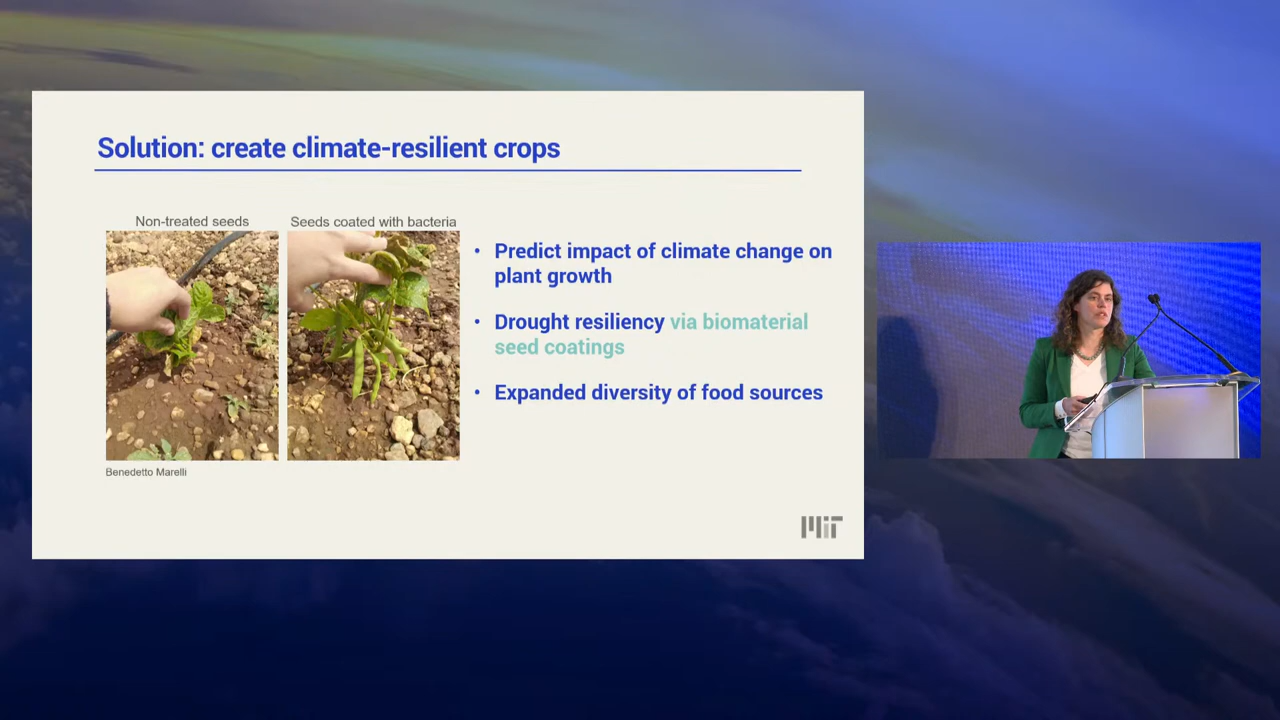 Solution: create climate-resilient crops
Non-treated seeds
Seeds coated with bacteria
• Predict impact of climate change on
plant growth
• Drought resiliency via biomaterial
seed coatings
• Expanded diversity of food sources
Benedetto Marelli
MIT